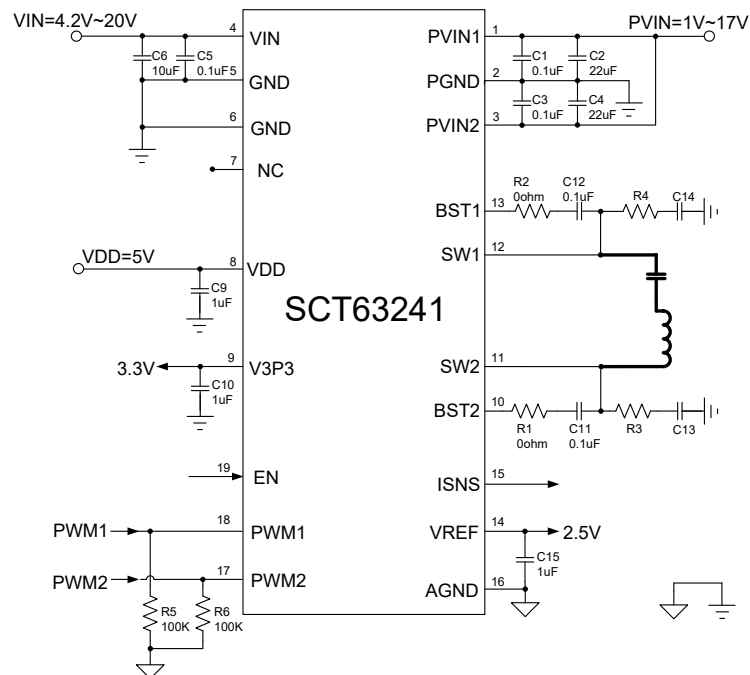 VIN=4.2V~20V
PVIN=1V~17V
4
VIN
C6
10uF
C5
0.1uF
5
GND
6
GND
7
NC
VDD=5V
8
VDD
C9
1uF
3.3V
9
V3P3
C10
1uF
19
EN
PWM1
18
PWM1
PWM2
17
PWM2
R5
100K
R6
100K
SCT63241
PVIN1
1
C1
0.1uF
C2
22uF
PGND
2
C3
0.1uF
C4
22uF
PVIN2
3
BST1
13
R2
0ohm
C12
0.1uF
R4
C14
SW1
12
SW2
11
BST2
10
R1
0ohm
C11
0.1uF
R3
C13
ISNS
15
VREF
14
2.5V
C15
1uF
AGND
16